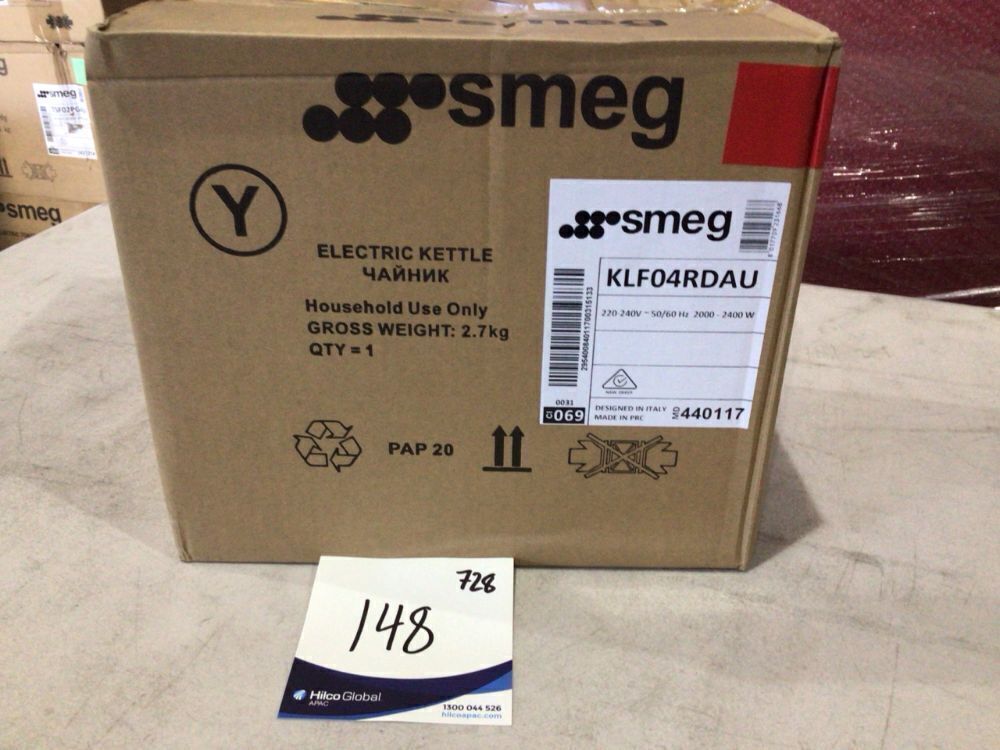 smeg
Y
ELECTRIC KETTLE
ЧАЙНИК
Household Use Only
GROSS WEIGHT: 2.7kg
QTY = 1
PAP 20
smeg
KLF04RDAU
220-240V ~ 50/60 Hz 2000 - 2400 W
0031
069
DESIGNED IN ITALY
MADE IN PRC
MD 440117
smeg
smeg
728
148
Hilco Global
APAC
1300 044 526
hilcoapac.com